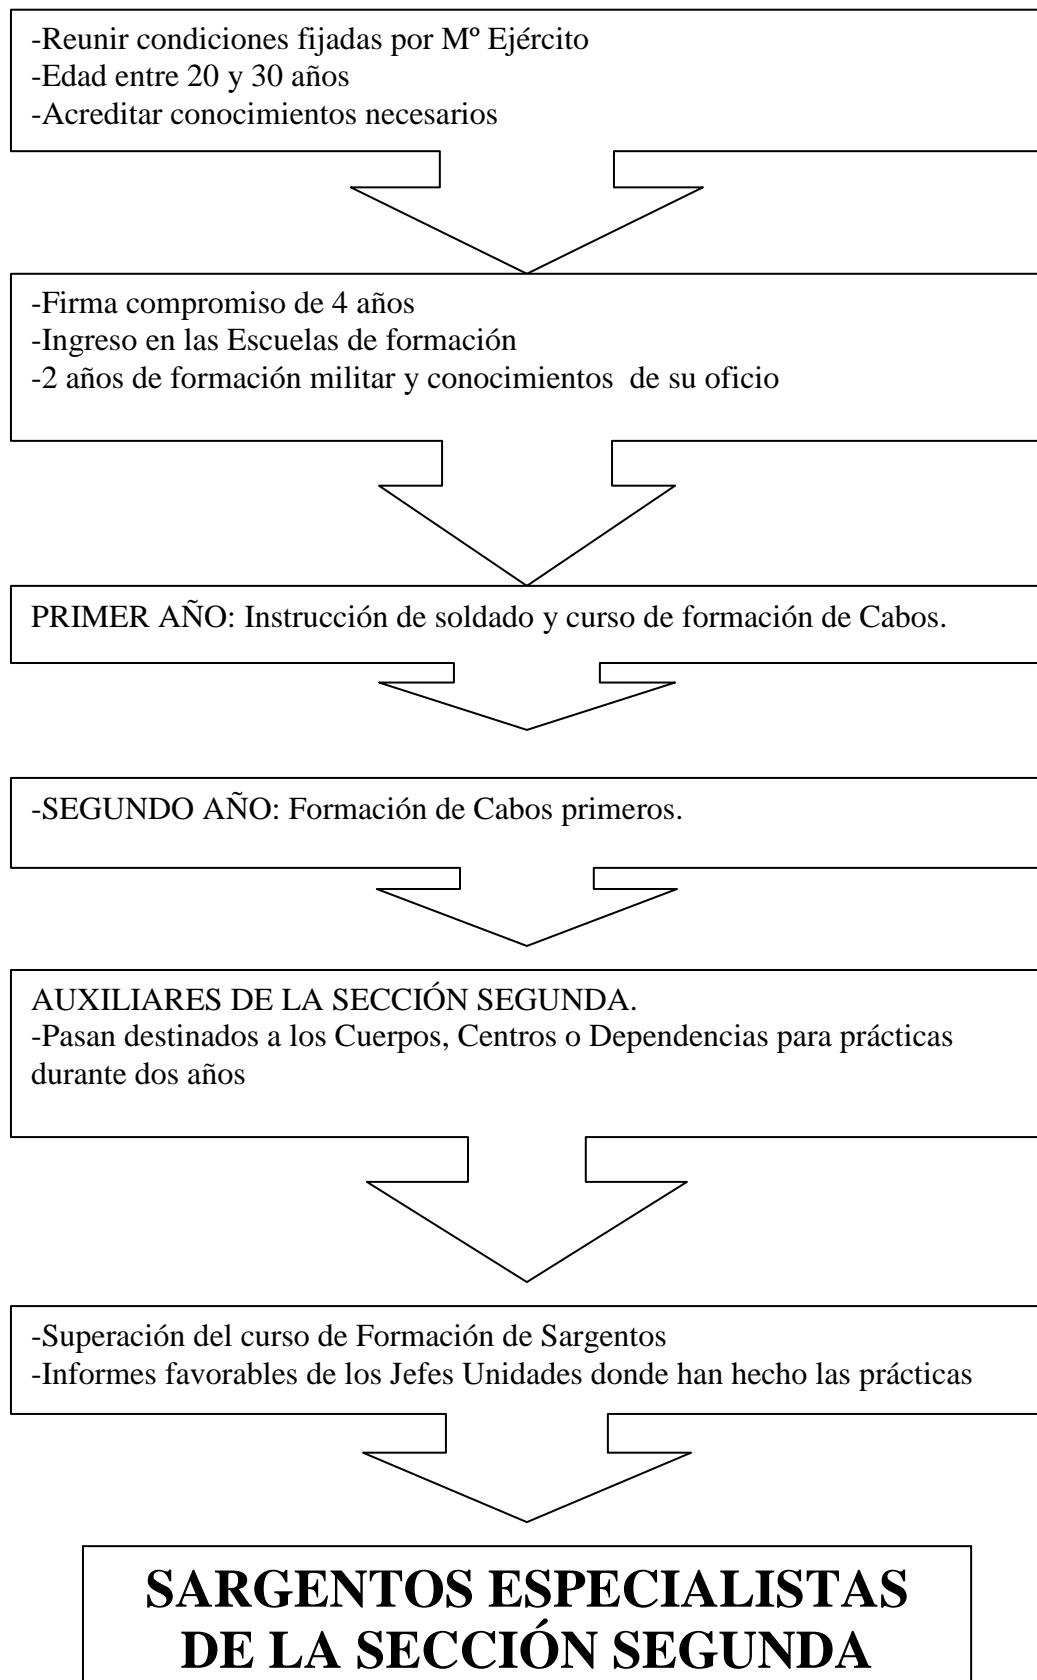 -Reunir condiciones fijadas por Mº Ejército
-Edad entre 20 y 30 años
-Acreditar conocimientos necesarios
-Firma compromiso de 4 años
-Ingreso en las Escuelas de formación
-2 años de formación militar y conocimientos  de su oficio
PRIMER AÑO: Instrucción de soldado y curso de formación de Cabos.
-SEGUNDO AÑO: Formación de Cabos primeros.
AUXILIARES DE LA SECCIÓN SEGUNDA.
-Pasan destinados a los Cuerpos, Centros o Dependencias para prácticas
durante dos años
-Superación del curso de Formación de Sargentos
-Informes favorables de los Jefes Unidades donde han hecho las prácticas
SARGENTOS ESPECIALISTAS
DE LA SECCIÓN SEGUNDA